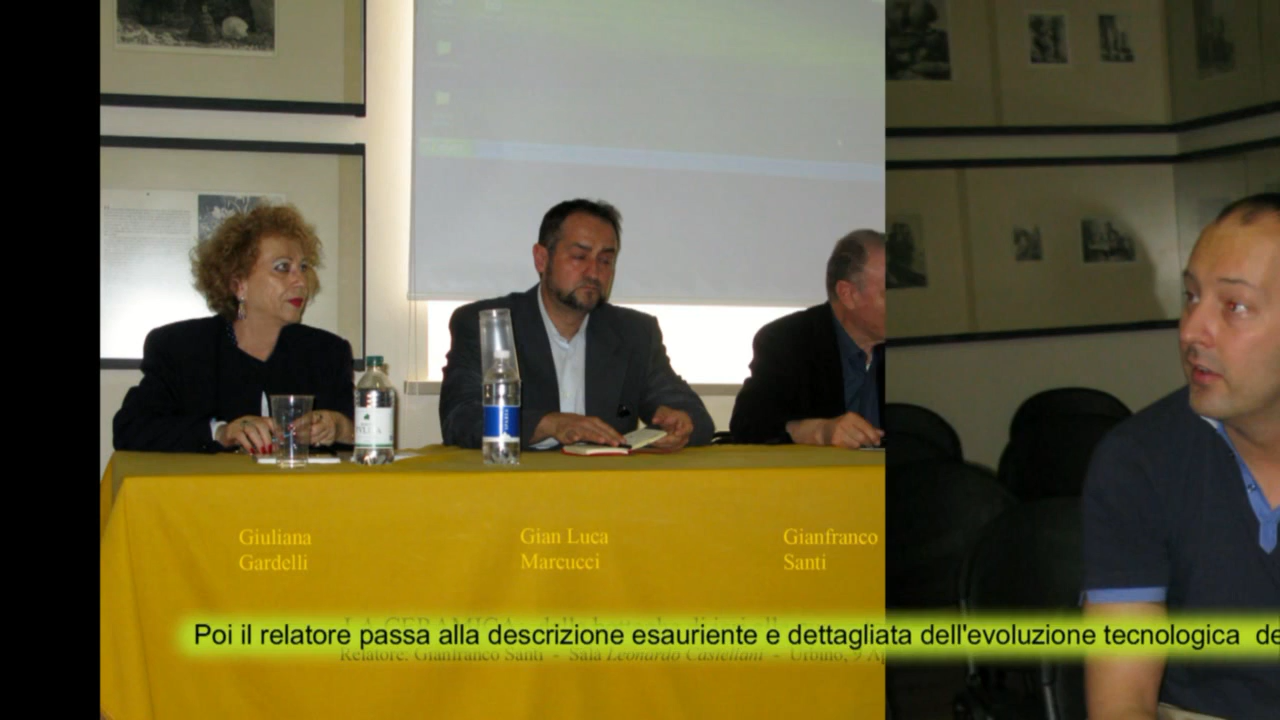 Giuliana
Gardelli
Gian Luca
Marcucci
Gianfranco
Santi
Poi il relatore passa alla descrizione esauriente e dettagliata dell'evoluzione tecnologica de
Relatore: Gianfranco Santi - Sala Leonardo Castellani - Urbino, 9 Ap